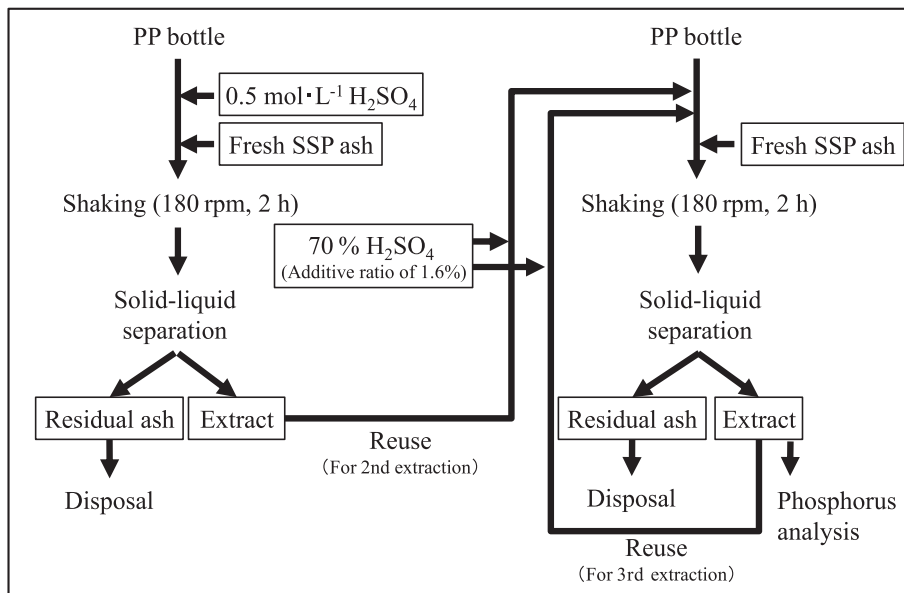 PP bottle
0.5 mol・L-1 H2SO4
Fresh SSP ash
Shaking (180 rpm, 2 h)
Solid-liquid
separation
Residual ash
Extract
Disposal
70 % H2SO4
(Additive ratio of 1.6%)
Reuse
(For 2nd extraction)
PP bottle
Fresh SSP ash
Shaking (180 rpm, 2 h)
Solid-liquid
separation
Residual ash
Extract
Disposal
Phosphorus
analysis
Reuse
(For 3rd extraction)